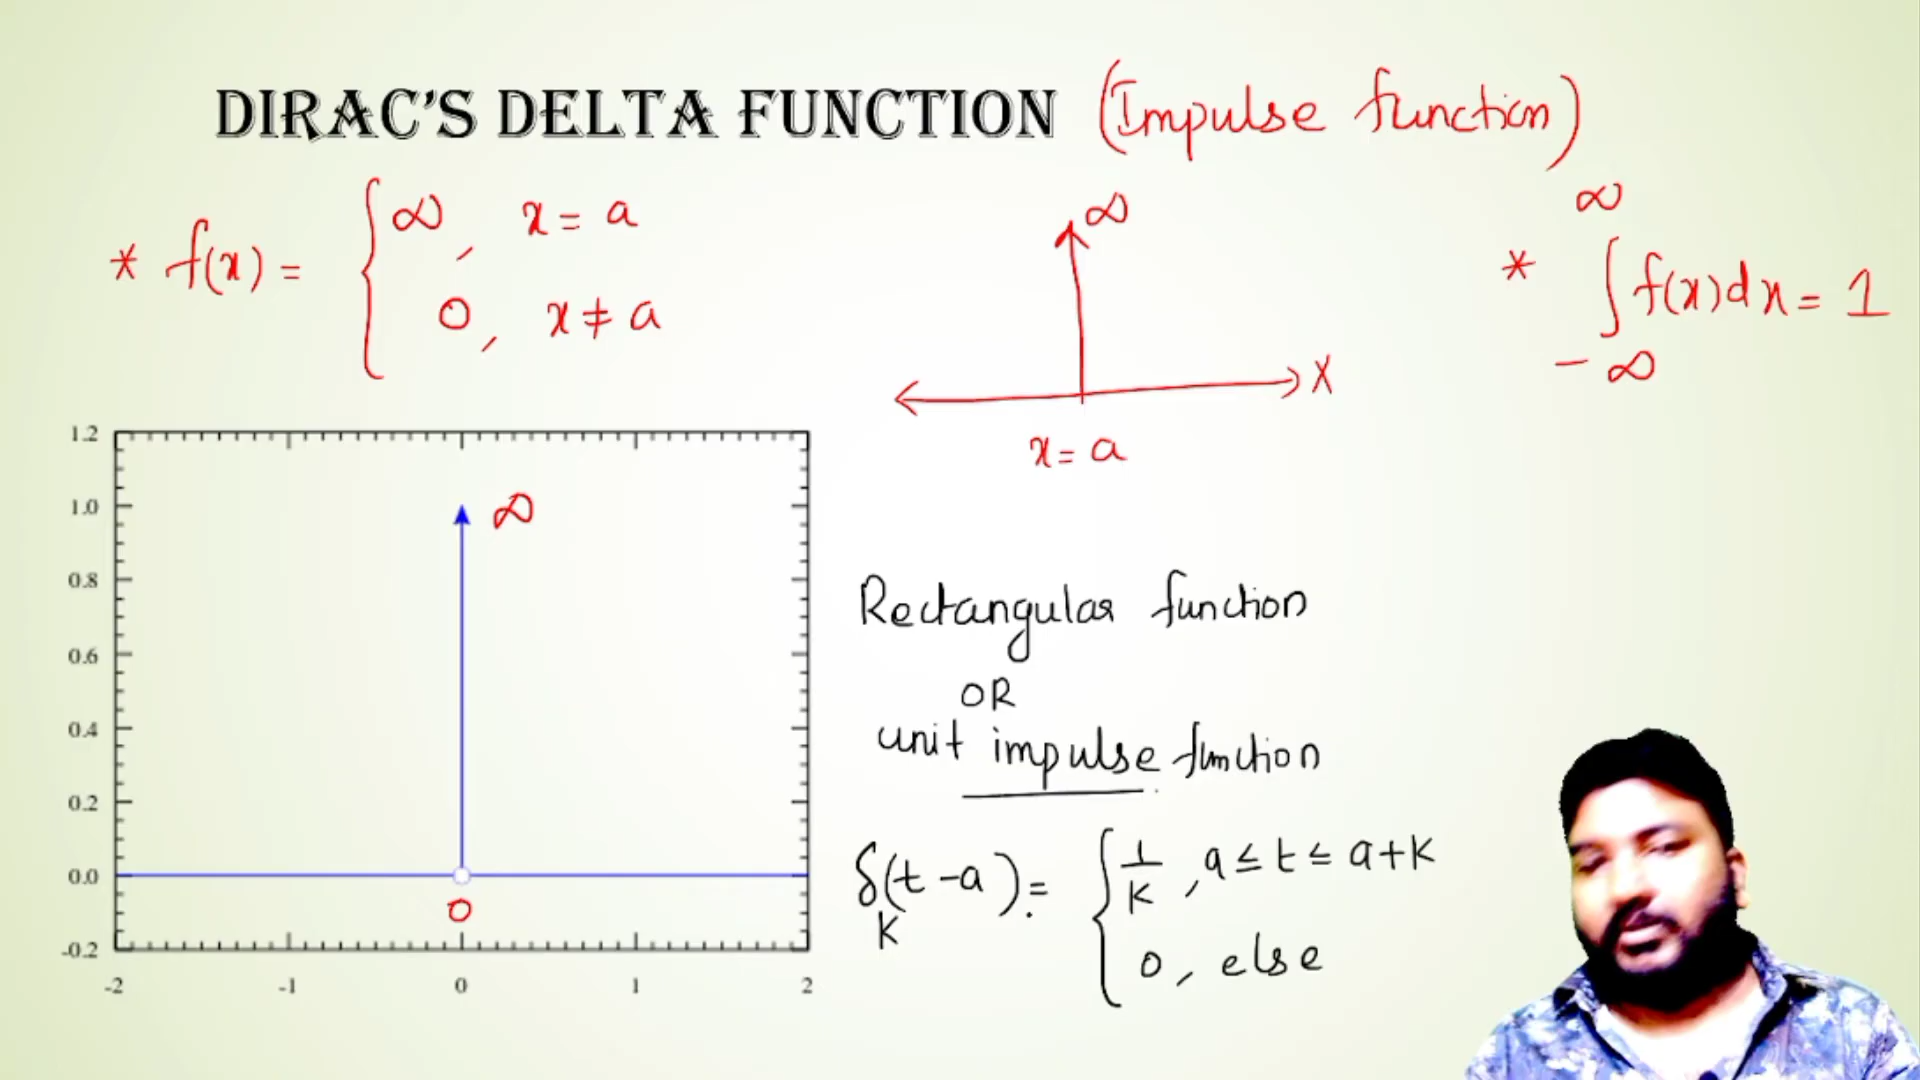 DIRAC'S DELTA FUNCTION (Impulse function)
* f(x) = { ∞, x = a
0, x ≠ a
∞
X
x = a
∞
* ∫ f(x)dx = 1
-∞
1.2
1.0
0.8
0.6
0.4
0.2
0.0
-0.2
∞
0
-2 -1 0 1 2
Rectangular function
OR
unit impulse function
δ(t-a) = { 1/K, a ≤ t ≤ a+K
K
0, else